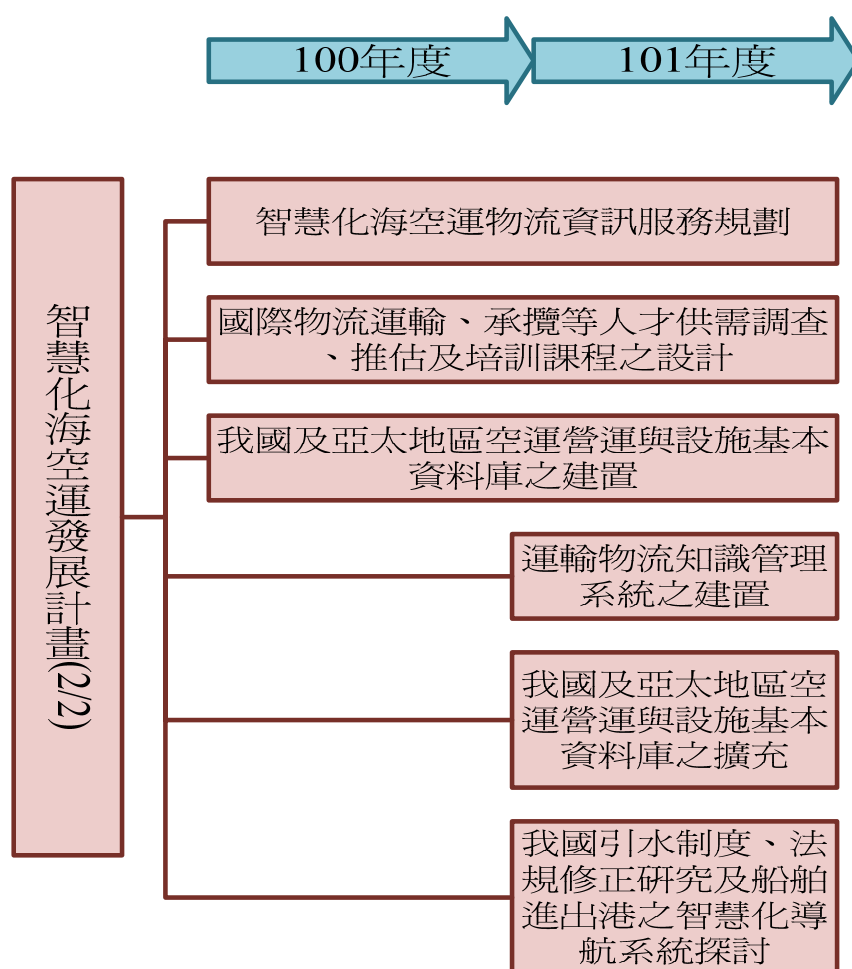 100年度
101年度
智慧化海空運發展計畫(2/2)
智慧化海空運物流資訊服務規劃
國際物流運輸、承攬等人才供需調查
、推估及培訓課程之設計
我國及亞太地區空運營運與設施基本
資料庫之建置
運輸物流知識管理
系統之建置
我國及亞太地區空
運營運與設施基本
資料庫之擴充
我國引水制度、法
規修正研究及船舶
進出港之智慧化導
航系統探討